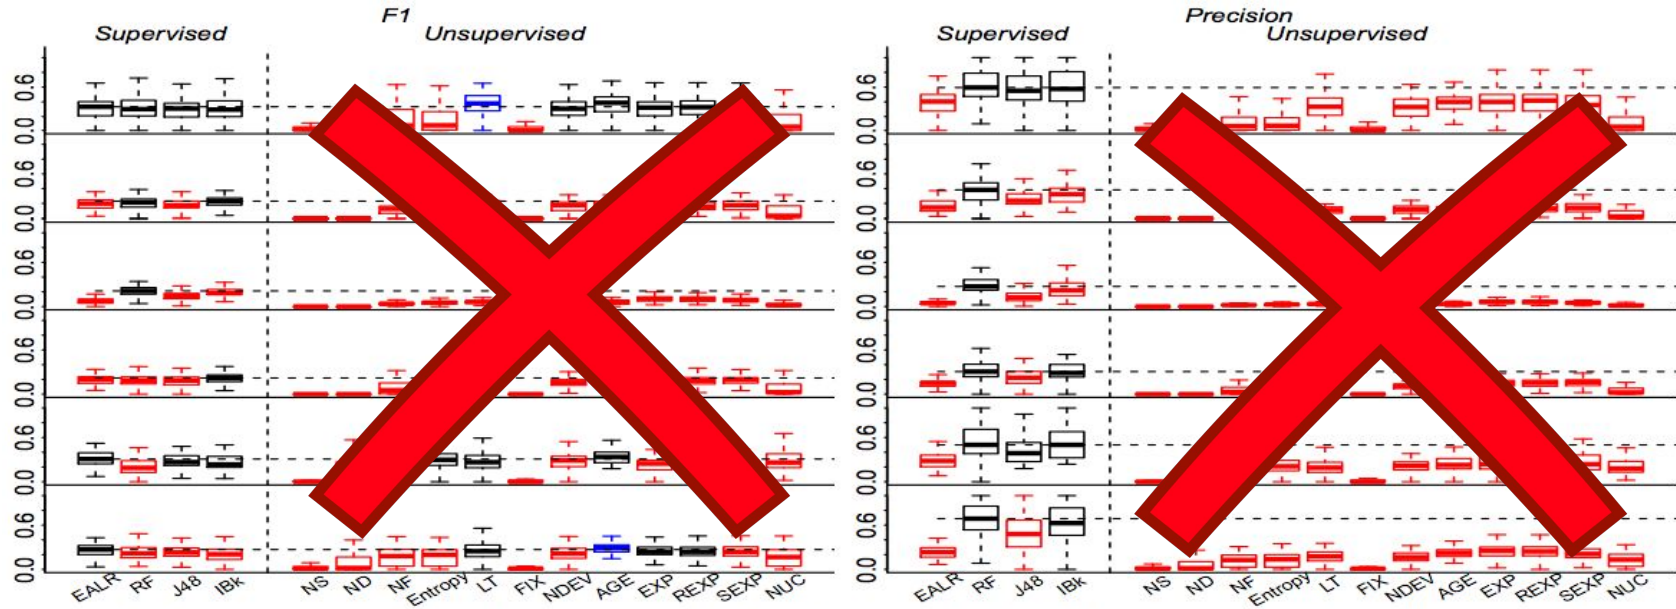 F1
Precision
Supervised Unsupervised
Supervised Unsupervised
0.0 0.6
0.0 0.6
0.0 0.6
0.0 0.6
0.0 0.6
0.0 0.6
0.0 0.6
0.0 0.6
0.0 0.6
0.0 0.6
0.0 0.6
0.0 0.6
EALR RF J48 IBk NS ND NF Entropy LT FIX NDEV AGE EXP REXP SEXP NUC
EALR RF J48 IBk NS ND NF Entropy LT FIX NDEV AGE EXP REXP SEXP NUC